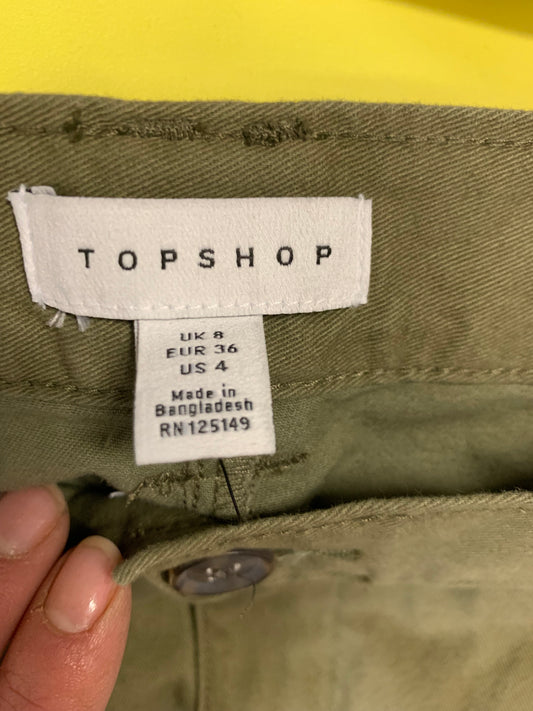 TOPSHOP
UK 8
EUR 36
US 4
Made in
Bangladesh
RN 125149